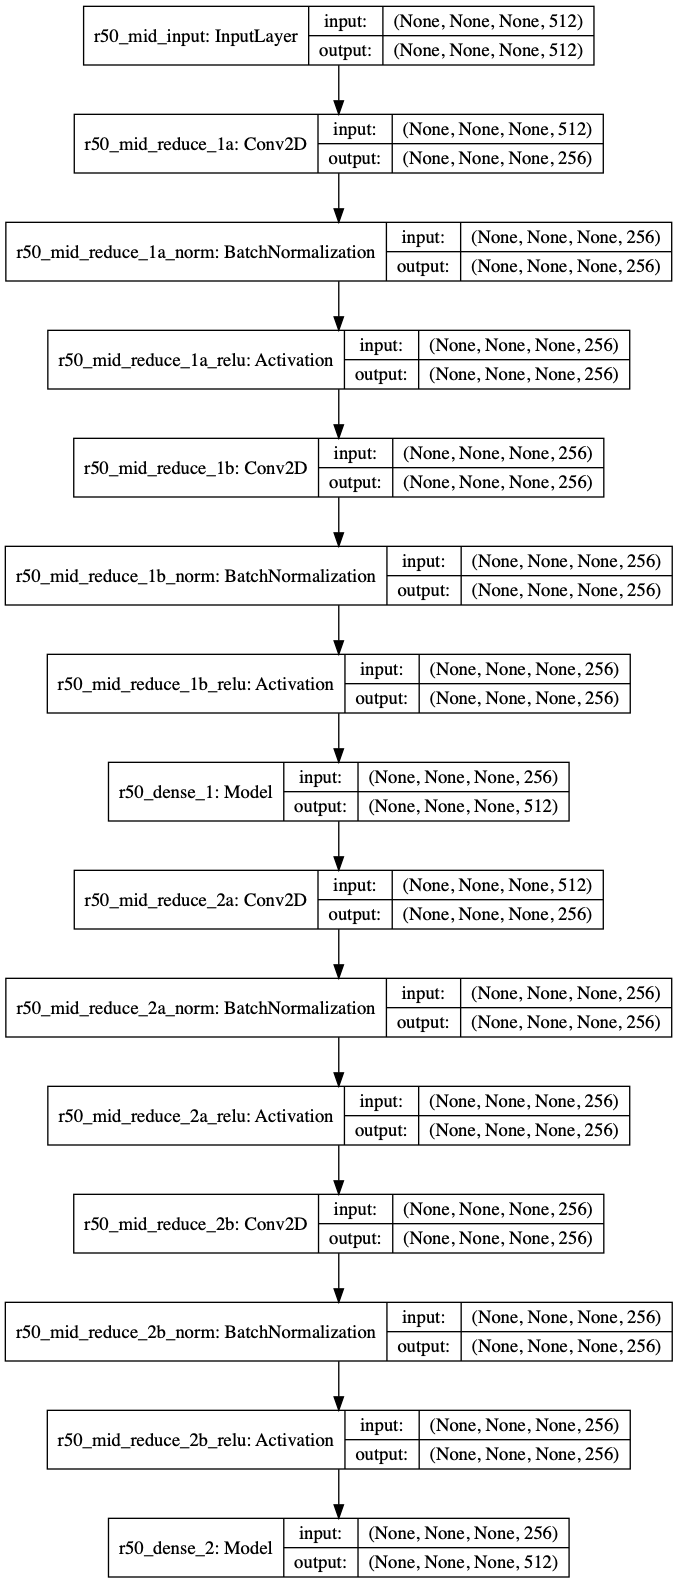 r50_mid_input: InputLayer
input: (None, None, None, 512)
output: (None, None, None, 512)
r50_mid_reduce_1a: Conv2D
input: (None, None, None, 512)
output: (None, None, None, 256)
r50_mid_reduce_1a_norm: BatchNormalization
input: (None, None, None, 256)
output: (None, None, None, 256)
r50_mid_reduce_1a_relu: Activation
input: (None, None, None, 256)
output: (None, None, None, 256)
r50_mid_reduce_1b: Conv2D
input: (None, None, None, 256)
output: (None, None, None, 256)
r50_mid_reduce_1b_norm: BatchNormalization
input: (None, None, None, 256)
output: (None, None, None, 256)
r50_mid_reduce_1b_relu: Activation
input: (None, None, None, 256)
output: (None, None, None, 256)
r50_dense_1: Model
input: (None, None, None, 256)
output: (None, None, None, 512)
r50_mid_reduce_2a: Conv2D
input: (None, None, None, 512)
output: (None, None, None, 256)
r50_mid_reduce_2a_norm: BatchNormalization
input: (None, None, None, 256)
output: (None, None, None, 256)
r50_mid_reduce_2a_relu: Activation
input: (None, None, None, 256)
output: (None, None, None, 256)
r50_mid_reduce_2b: Conv2D
input: (None, None, None, 256)
output: (None, None, None, 256)
r50_mid_reduce_2b_norm: BatchNormalization
input: (None, None, None, 256)
output: (None, None, None, 256)
r50_mid_reduce_2b_relu: Activation
input: (None, None, None, 256)
output: (None, None, None, 256)
r50_dense_2: Model
input: (None, None, None, 256)
output: (None, None, None, 512)